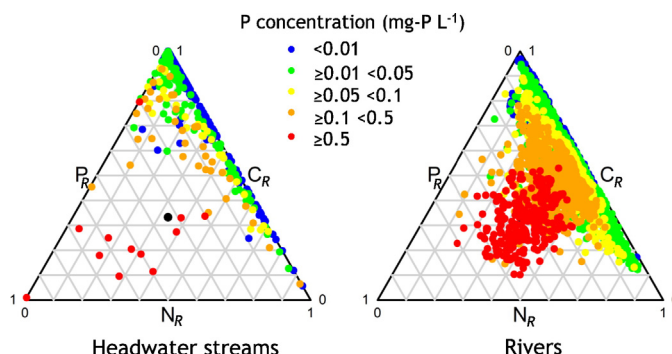 P concentration (mg-P L-1)
<0.01
≥0.01 <0.05
≥0.05 <0.1
≥0.1 <0.5
≥0.5
0 1
PR
CR
1
0
0
NR
1
Headwater streams
0 1
PR
CR
1
0
0
NR
1
Rivers